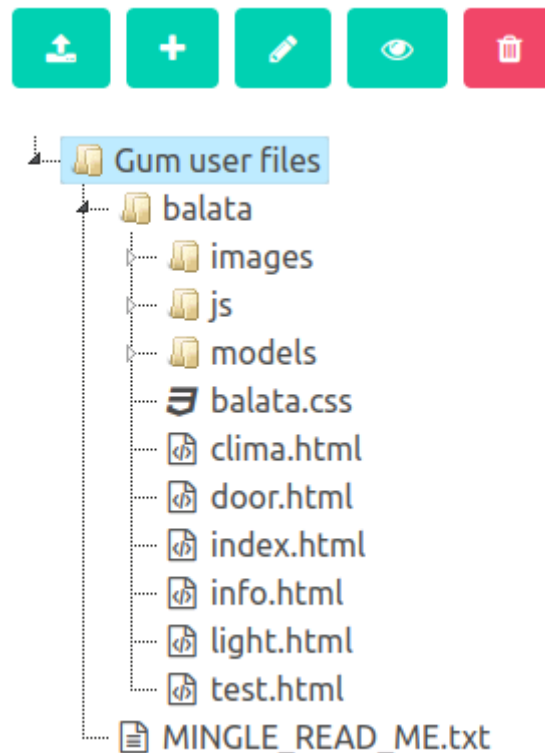 Gum user files
balata
images
js
models
balata.css
clima.html
door.html
index.html
info.html
light.html
test.html
MINGLE_READ_ME.txt